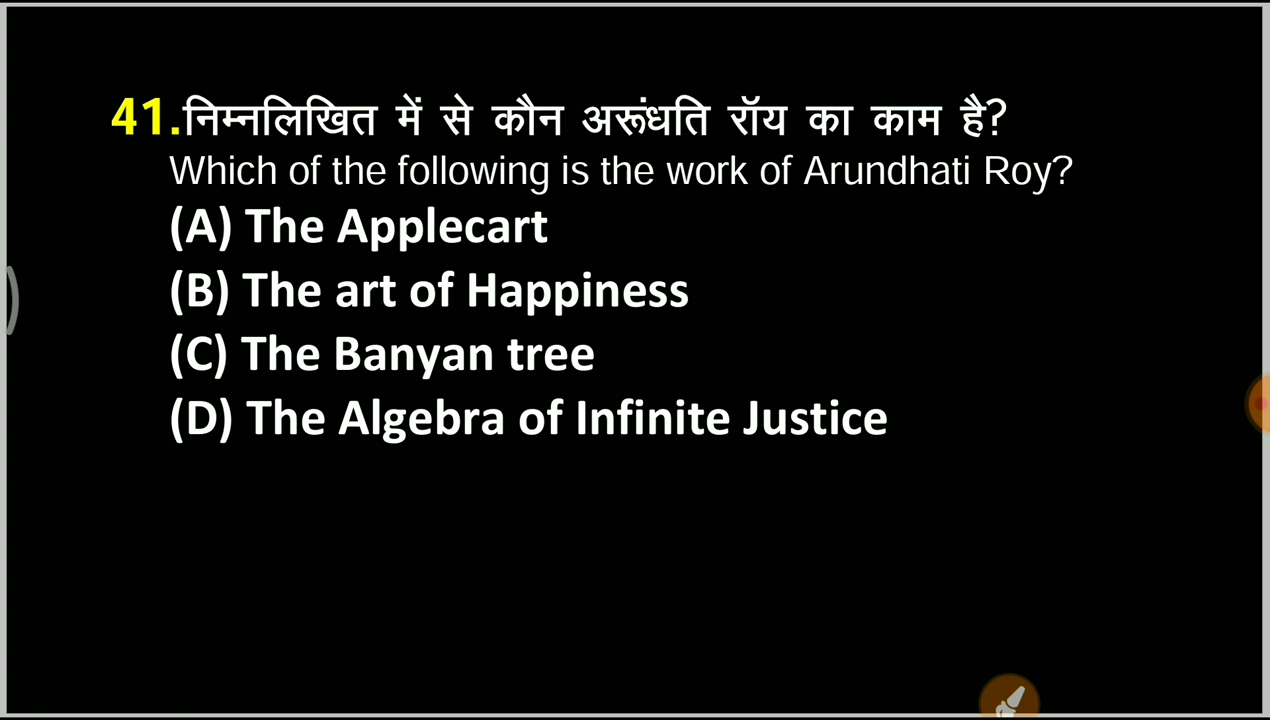 41.निम्नलिखित में से कौन अरूंधति रॉय का काम है?
Which of the following is the work of Arundhati Roy?
(A) The Applecart
(B) The art of Happiness
(C) The Banyan tree
(D) The Algebra of Infinite Justice